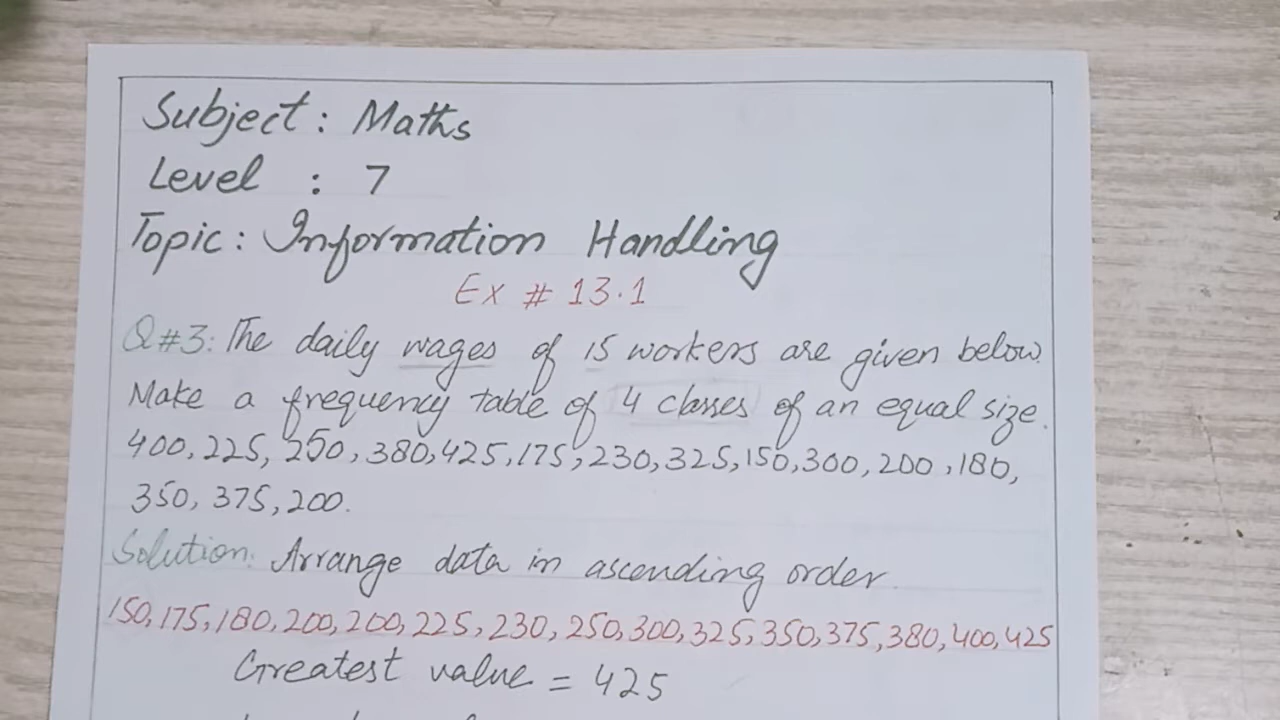 Subject: Maths
Level : 7
Topic: Information Handling
Ex # 13.1
Q#3: The daily wages of 15 workers are given below.
Make a frequency table of 4 classes of an equal size.
400, 225, 250, 380, 425, 175, 230, 325, 150, 300, 200, 180,
350, 375, 200.
Solution: Arrange data in ascending order.
150, 175, 180, 200, 200, 225, 230, 250, 300, 325, 350, 375, 380, 400, 425
Greatest value = 425